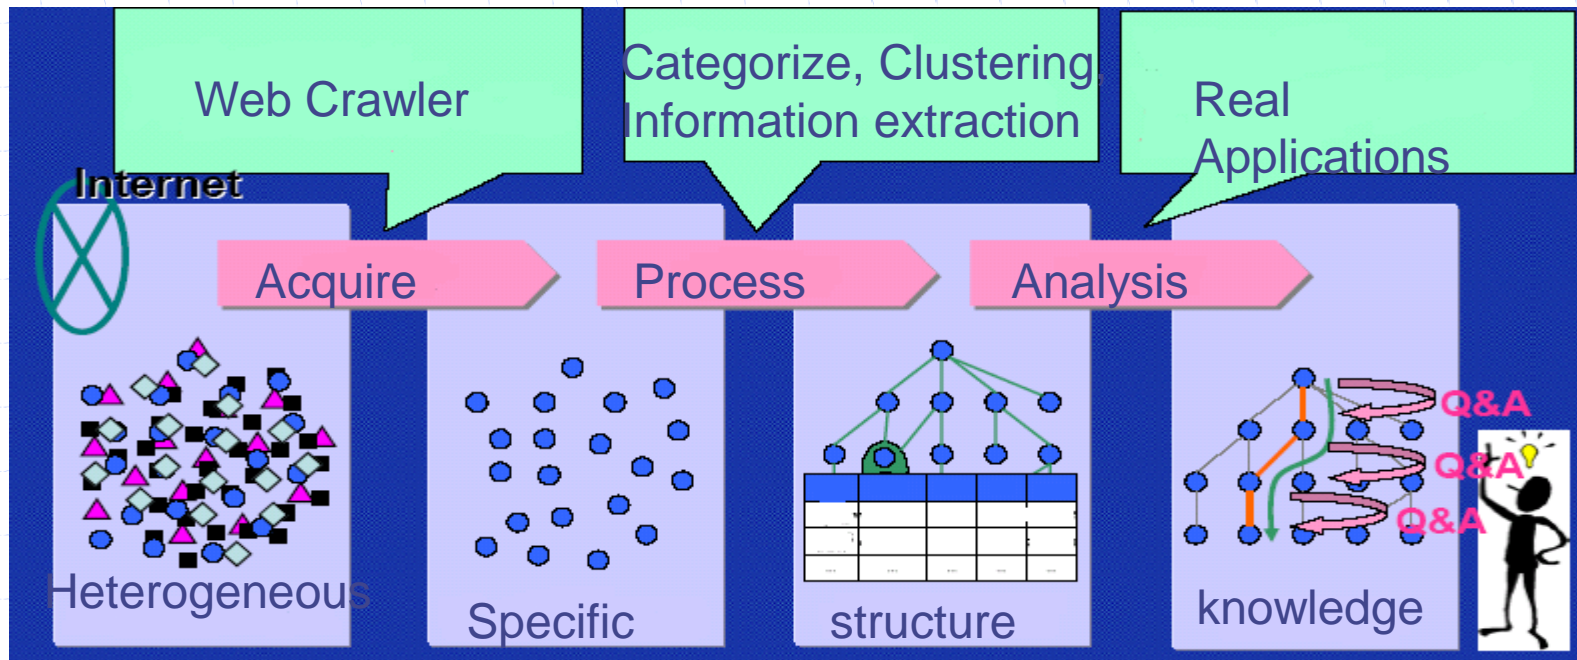 Web Crawler
Categorize, Clustering,
Information extraction
Real
Applications
Internet
Acquire
Process
Analysis
Q&A
Q&A
Q&A
Heterogeneous
Specific
structure
knowledge